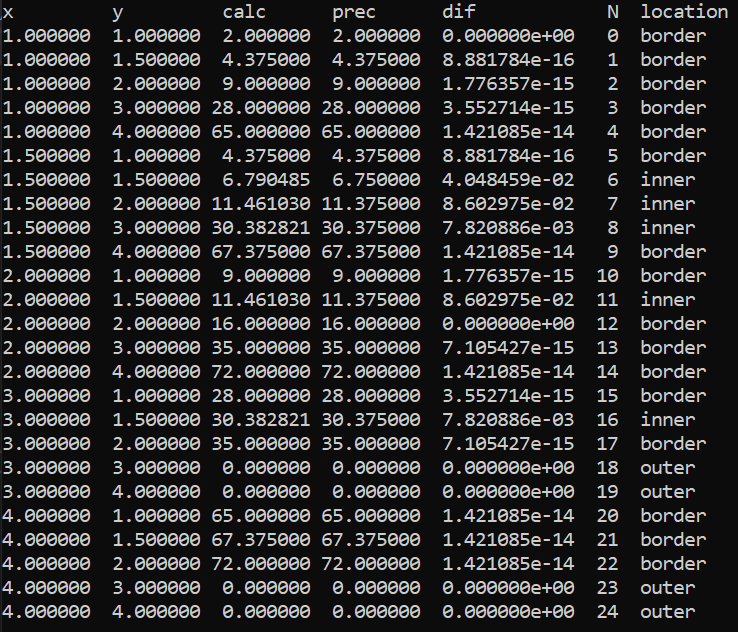 x y calc prec dif N location
1.000000 1.000000 2.000000 2.000000 0.000000e+00 0 border
1.000000 1.500000 4.375000 4.375000 8.881784e-16 1 border
1.000000 2.000000 9.000000 9.000000 1.776357e-15 2 border
1.000000 3.000000 28.000000 28.000000 3.552714e-15 3 border
1.000000 4.000000 65.000000 65.000000 1.421085e-14 4 border
1.500000 1.000000 4.375000 4.375000 8.881784e-16 5 border
1.500000 1.500000 6.790485 6.750000 4.048459e-02 6 inner
1.500000 2.000000 11.461030 11.375000 8.602975e-02 7 inner
1.500000 3.000000 30.382821 30.375000 7.820886e-03 8 inner
1.500000 4.000000 67.375000 67.375000 1.421085e-14 9 border
2.000000 1.000000 9.000000 9.000000 1.776357e-15 10 border
2.000000 1.500000 11.461030 11.375000 8.602975e-02 11 inner
2.000000 2.000000 16.000000 16.000000 0.000000e+00 12 border
2.000000 3.000000 35.000000 35.000000 7.105427e-15 13 border
2.000000 4.000000 72.000000 72.000000 1.421085e-14 14 border
3.000000 1.000000 28.000000 28.000000 3.552714e-15 15 border
3.000000 1.500000 30.382821 30.375000 7.820886e-03 16 inner
3.000000 2.000000 35.000000 35.000000 7.105427e-15 17 border
3.000000 3.000000 0.000000 0.000000 0.000000e+00 18 outer
3.000000 4.000000 0.000000 0.000000 0.000000e+00 19 outer
4.000000 1.000000 65.000000 65.000000 1.421085e-14 20 border
4.000000 1.500000 67.375000 67.375000 1.421085e-14 21 border
4.000000 2.000000 72.000000 72.000000 1.421085e-14 22 border
4.000000 3.000000 0.000000 0.000000 0.000000e+00 23 outer
4.000000 4.000000 0.000000 0.000000 0.000000e+00 24 outer